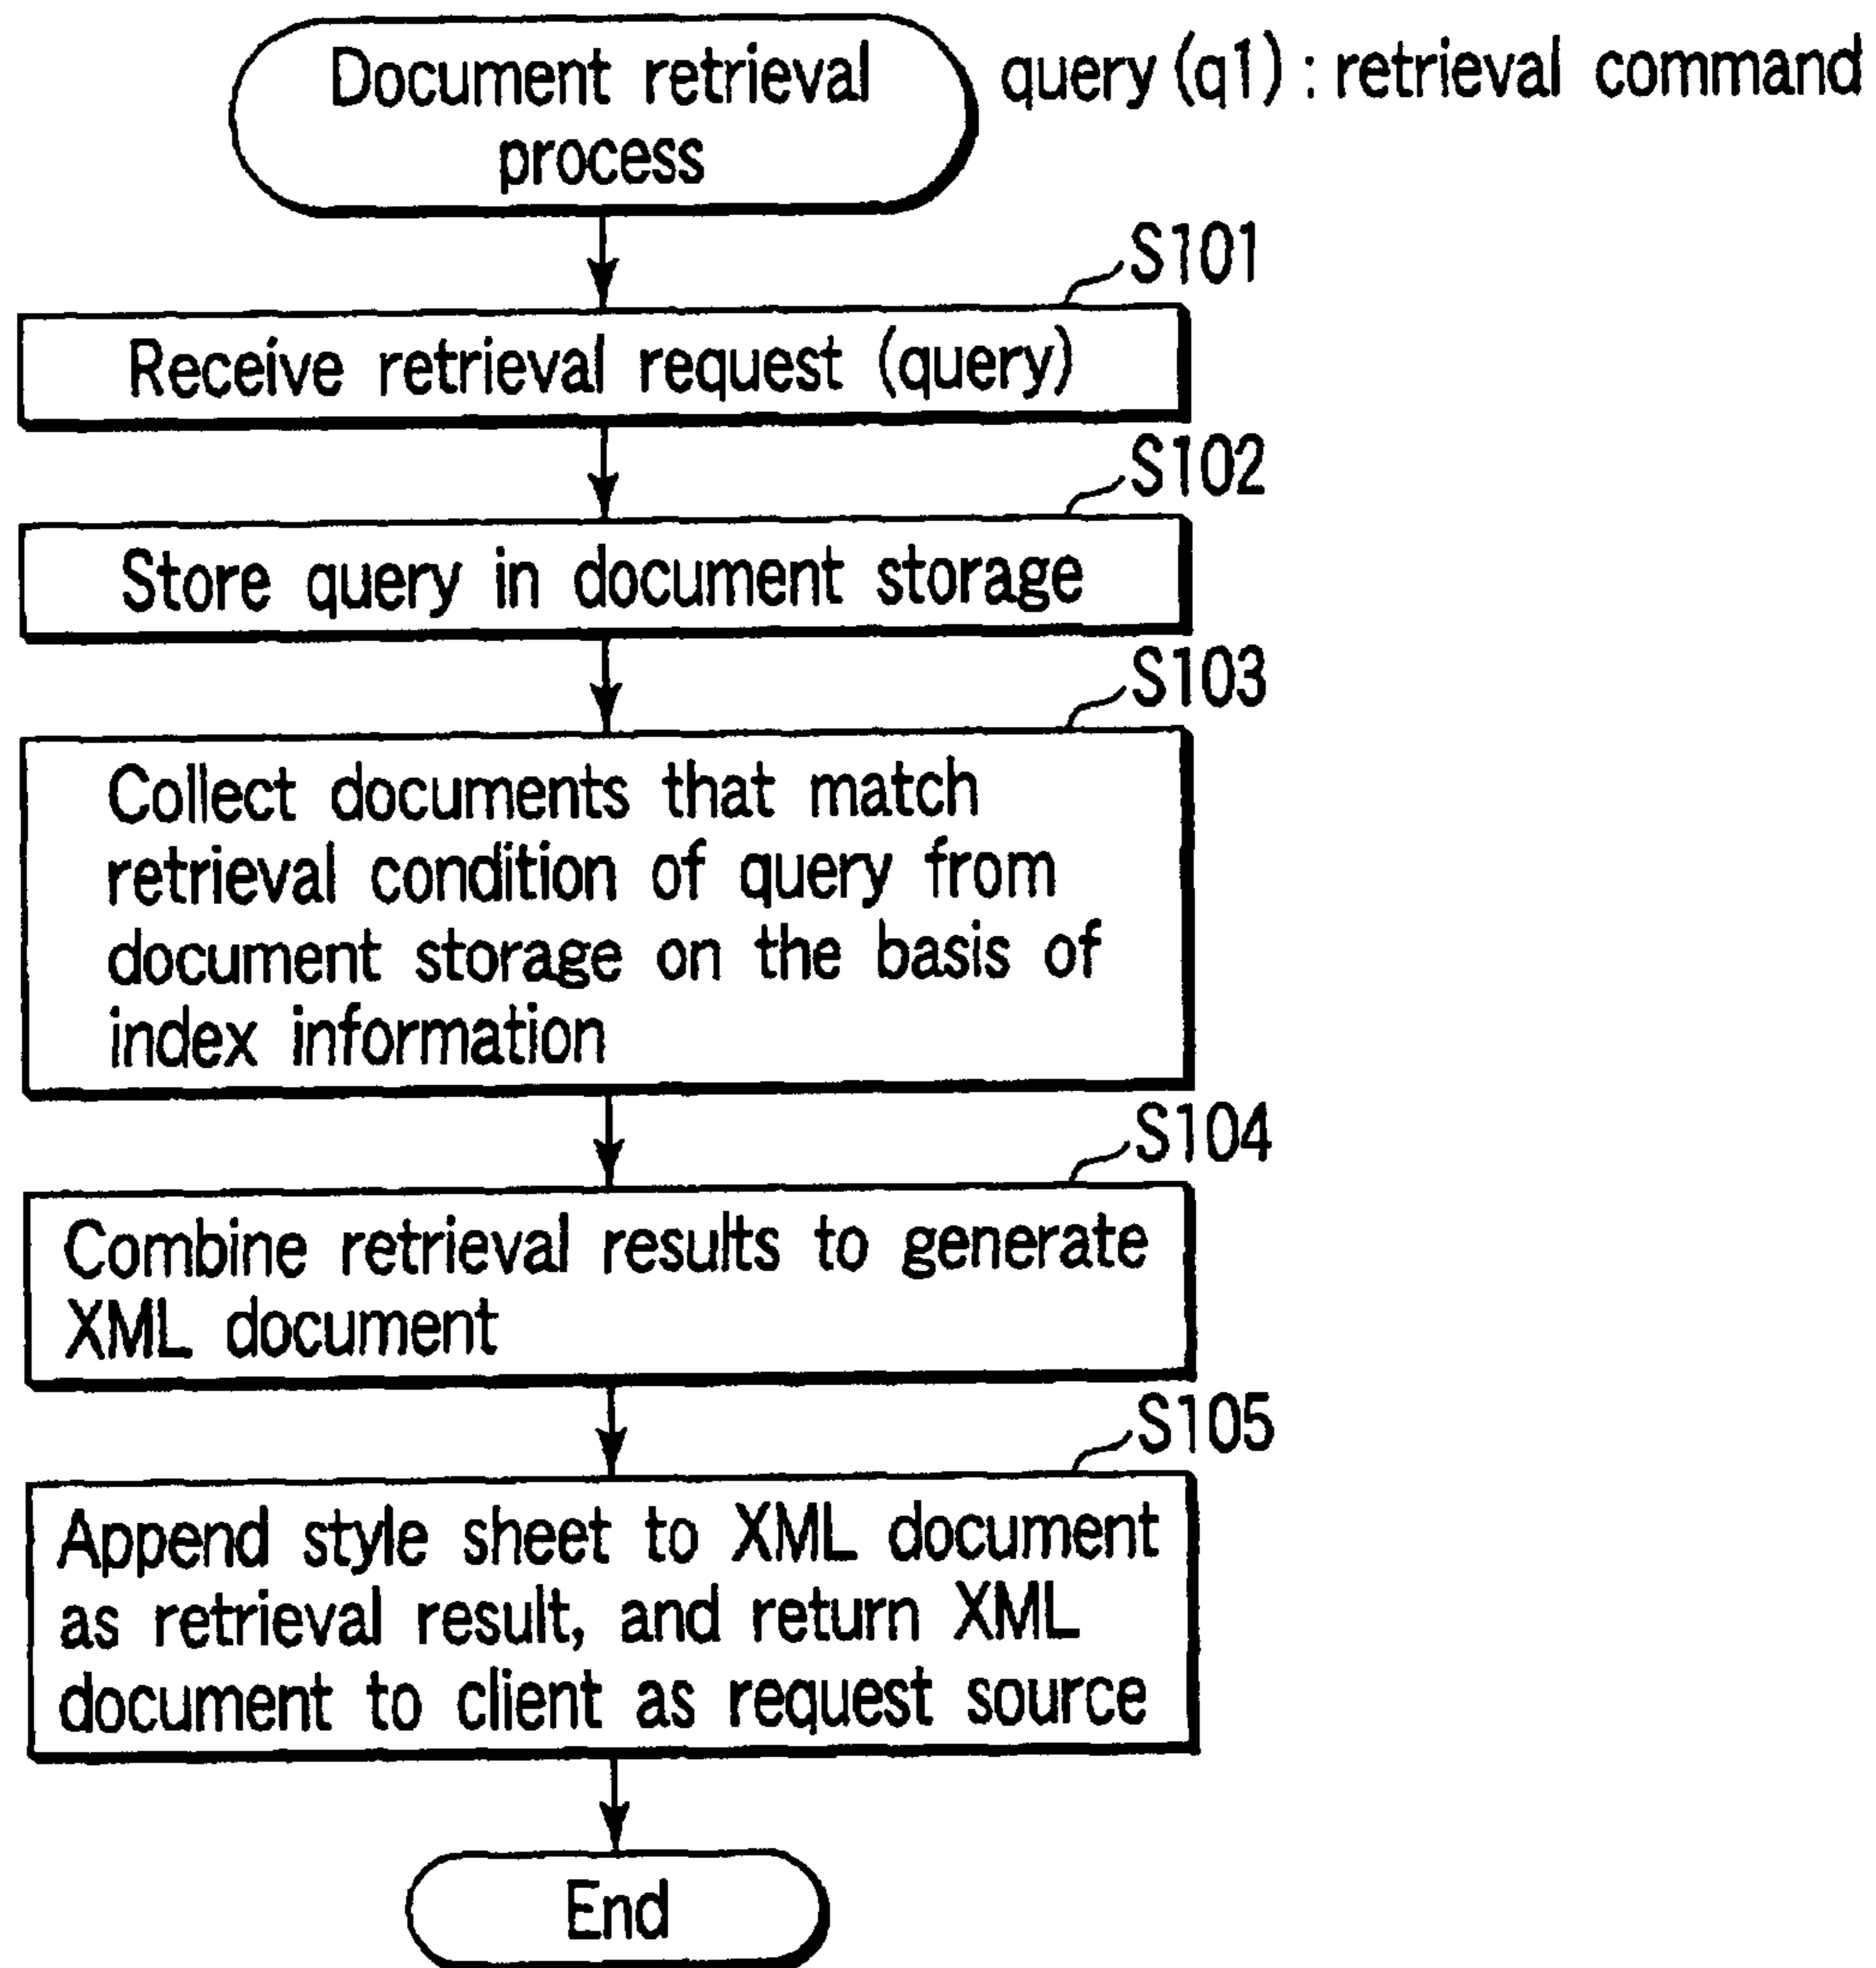 Document retrieval
process
query (q1) : retrieval command
S101
Receive retrieval request (query)
S102
Store query in document storage
S103
Collect documents that match
retrieval condition of query from
document storage on the basis of
index information
S104
Combine retrieval results to generate
XML document
S105
Append style sheet to XML document
as retrieval result, and return XML
document to client as request source
End